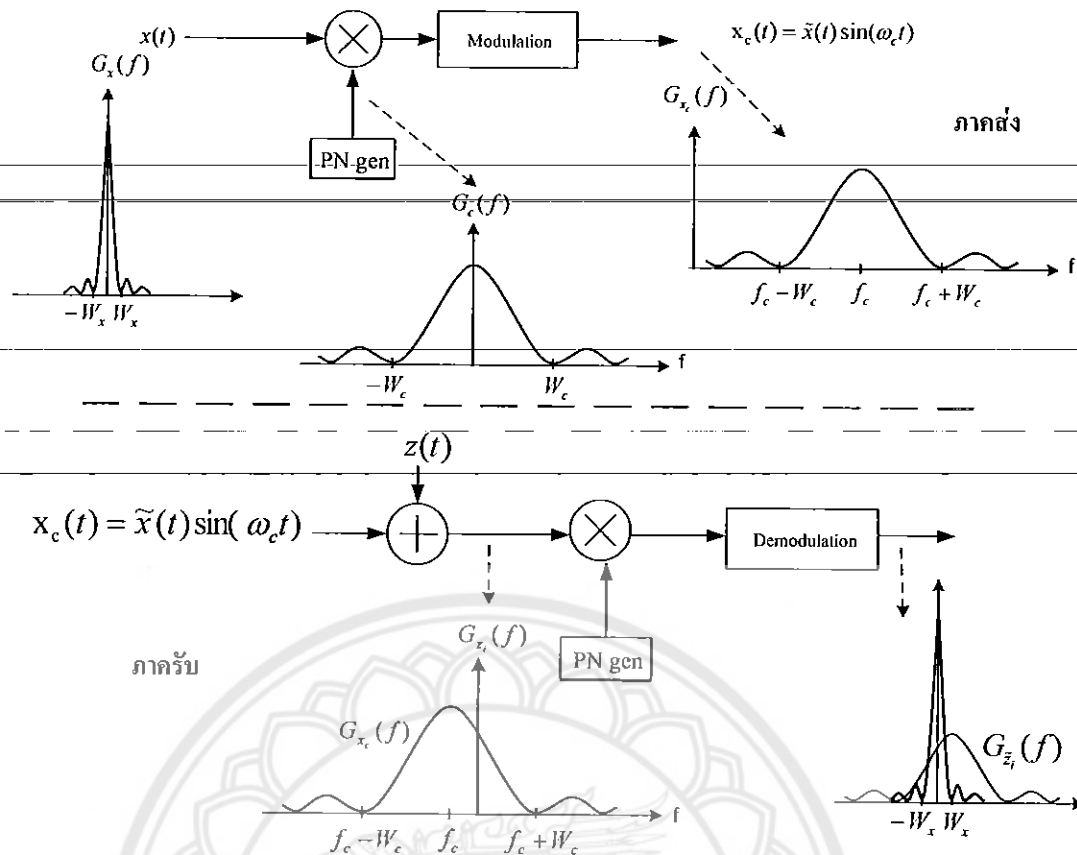 x(t)
Modulation
x_c(t) = x̃(t) sin(ω_c t)
G_x(f)
PN gen
G_{x_c}(f)
ภาคส่ง
G_c(f)
-W_x W_x
f_c - W_c f_c f_c + W_c f
-W_c W_c f
z(t)
x_c(t) = x̃(t) sin( ω_c t)
Demodulation
ภาครับ
G_{x_i}(f)
PN gen
G_{x_c}(f)
G_{z̃_i}(f)
f_c - W_c f_c f_c + W_c f
-W_x W_x